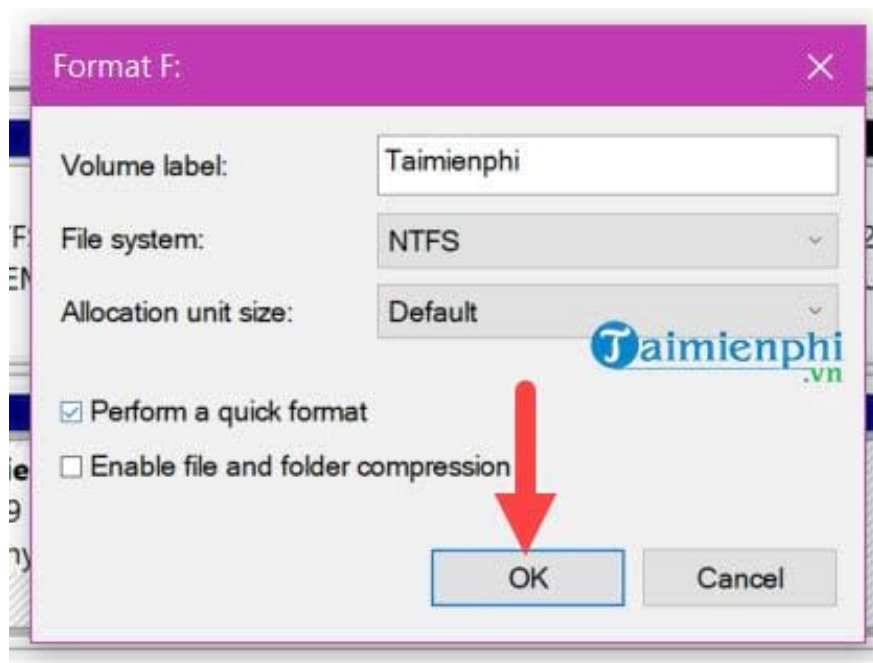 Format F:
Volume label:
Taimienphi
File system:
NTFS
Allocation unit size:
Default
Taimienphi
.vn
Perform a quick format
Enable file and folder compression
OK
Cancel